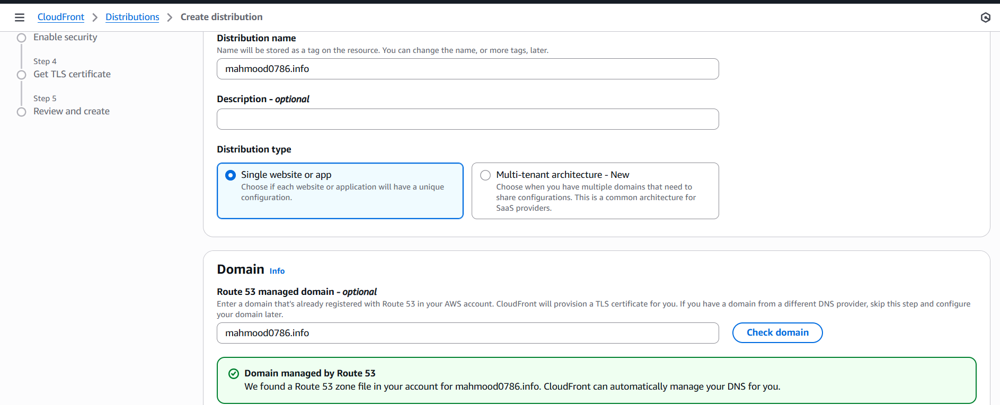 CloudFront > Distributions > Create distribution
Enable security
Step 4
Get TLS certificate
Step 5
Review and create
Distribution name
Name will be stored as a tag on the resource. You can change the name, or more tags, later.
mahmood0786.info
Description - optional
Distribution type
Single website or app
Choose if each website or application will have a unique
configuration.
Multi-tenant architecture - New
Choose when you have multiple domains that need to
share configurations. This is a common architecture for
SaaS providers.
Domain Info
Route 53 managed domain - optional
Enter a domain that's already registered with Route 53 in your AWS account. CloudFront will provision a TLS certificate for you. If you have a domain from a different DNS provider, skip this step and configure
your domain later.
mahmood0786.info
Check domain
Domain managed by Route 53
We found a Route 53 zone file in your account for mahmood0786.info. CloudFront can automatically manage your DNS for you.